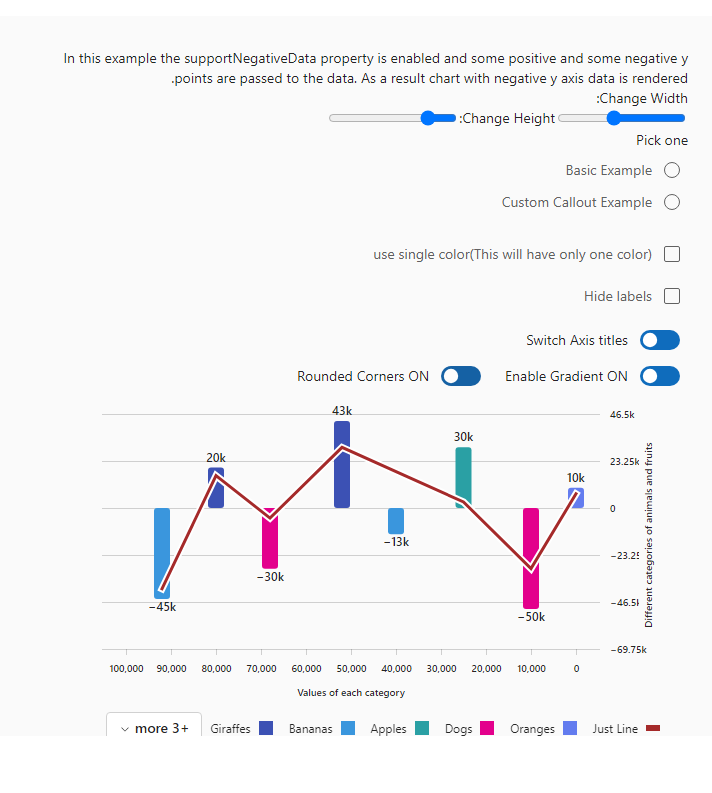 In this example the supportNegativeData property is enabled and some positive and some negative y
.points are passed to the data. As a result chart with negative y axis data is rendered
:Change Width
:Change Height
Pick one
Basic Example
Custom Callout Example
use single color(This will have only one color)
Hide labels
Switch Axis titles
Rounded Corners ON
Enable Gradient ON
43k
46.5k
30k
20k
23.25k
10k
0
−13k
−23.25
−30k
−45k
−46.5k
−50k
−69.75k
Different categories of animals and fruits
100,000 90,000 80,000 70,000 60,000 50,000 40,000 30,000 20,000 10,000 0
Values of each category
more 3+ Giraffes Bananas Apples Dogs Oranges Just Line